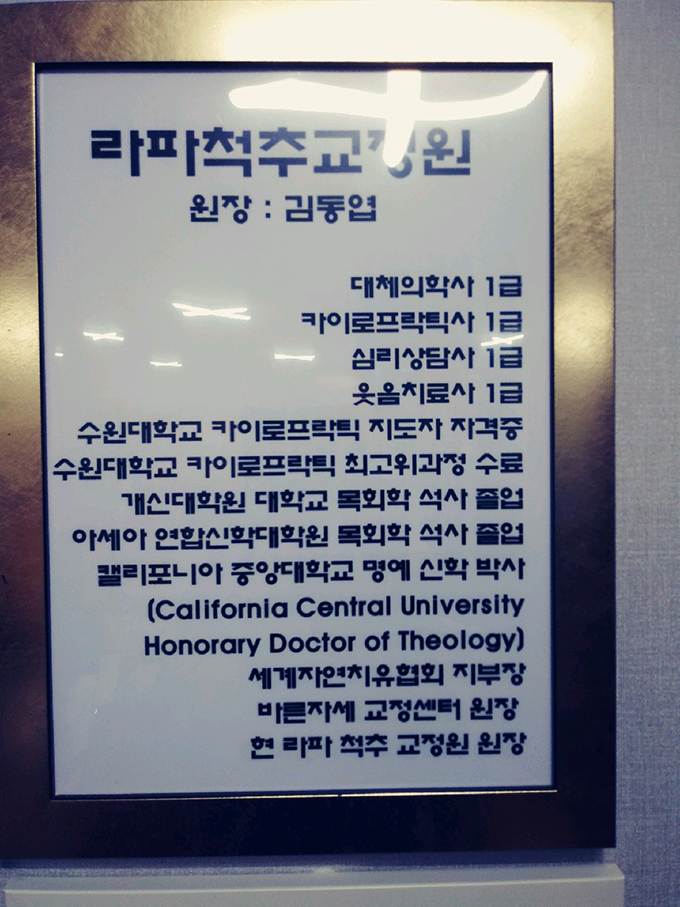 라파척추교정원
원장 : 김동엽
대체의학사 1급
카이로프락틱사 1급
심리상담사 1급
웃음치료사 1급
수원대학교 카이로프락틱 지도자 자격증
수원대학교 카이로프락틱 최고위과정 수료
개신대학원 대학교 목회학 석사 졸업
아세아 연합신학대학원 목회학 석사 졸업
캘리포니아 중앙대학교 명예 신학 박사
(California Central University
Honorary Doctor of Theology)
세계자연치유협회 지부장
바른자세 교정센터 원장
현 라파 척추 교정원 원장